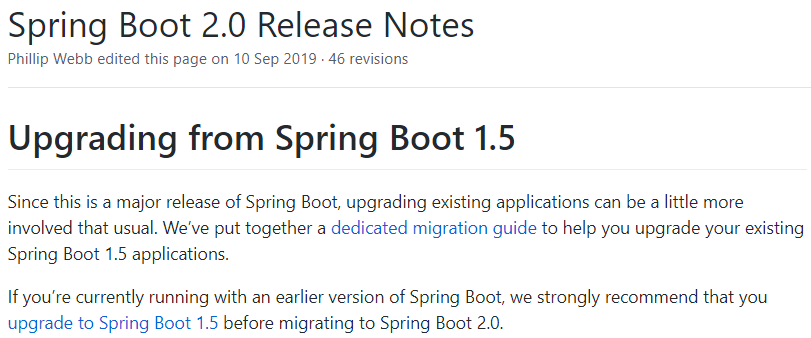 Spring Boot 2.0 Release Notes
Phillip Webb edited this page on 10 Sep 2019 · 46 revisions
Upgrading from Spring Boot 1.5
Since this is a major release of Spring Boot, upgrading existing applications can be a little more
involved that usual. We’ve put together a dedicated migration guide to help you upgrade your existing
Spring Boot 1.5 applications.
If you’re currently running with an earlier version of Spring Boot, we strongly recommend that you
upgrade to Spring Boot 1.5 before migrating to Spring Boot 2.0.